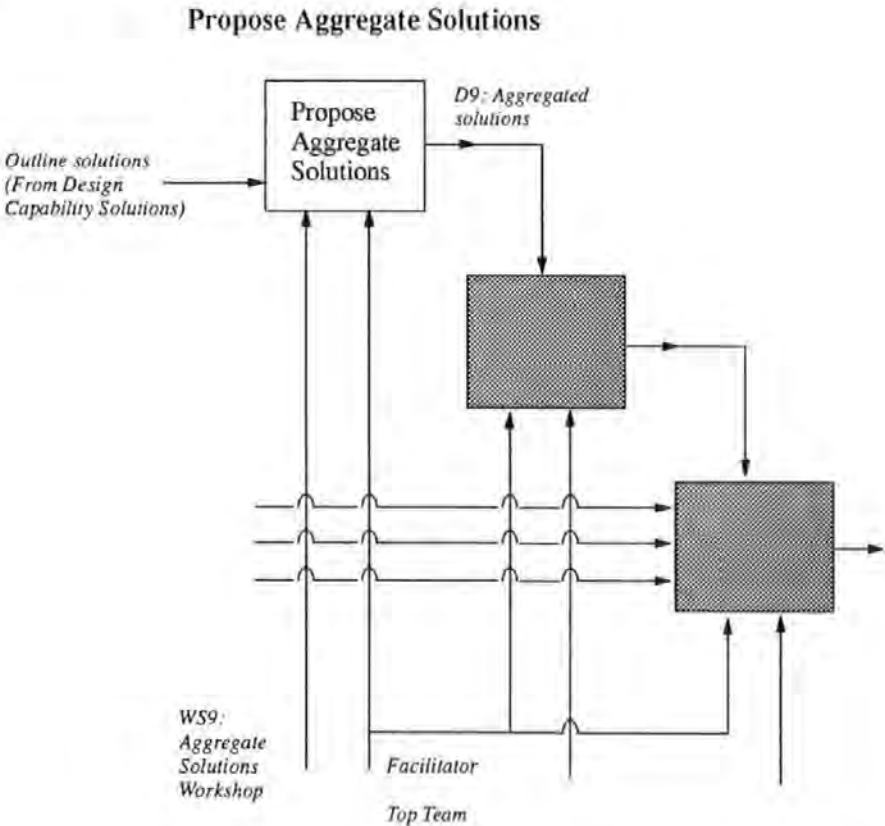 Propose Aggregate Solutions
Propose
Aggregate
Solutions
D9: Aggregated
solutions
Outline solutions
(From Design
Capability Solutions)
WS9:
Aggregate
Solutions
Workshop
Facilitator
Top Team